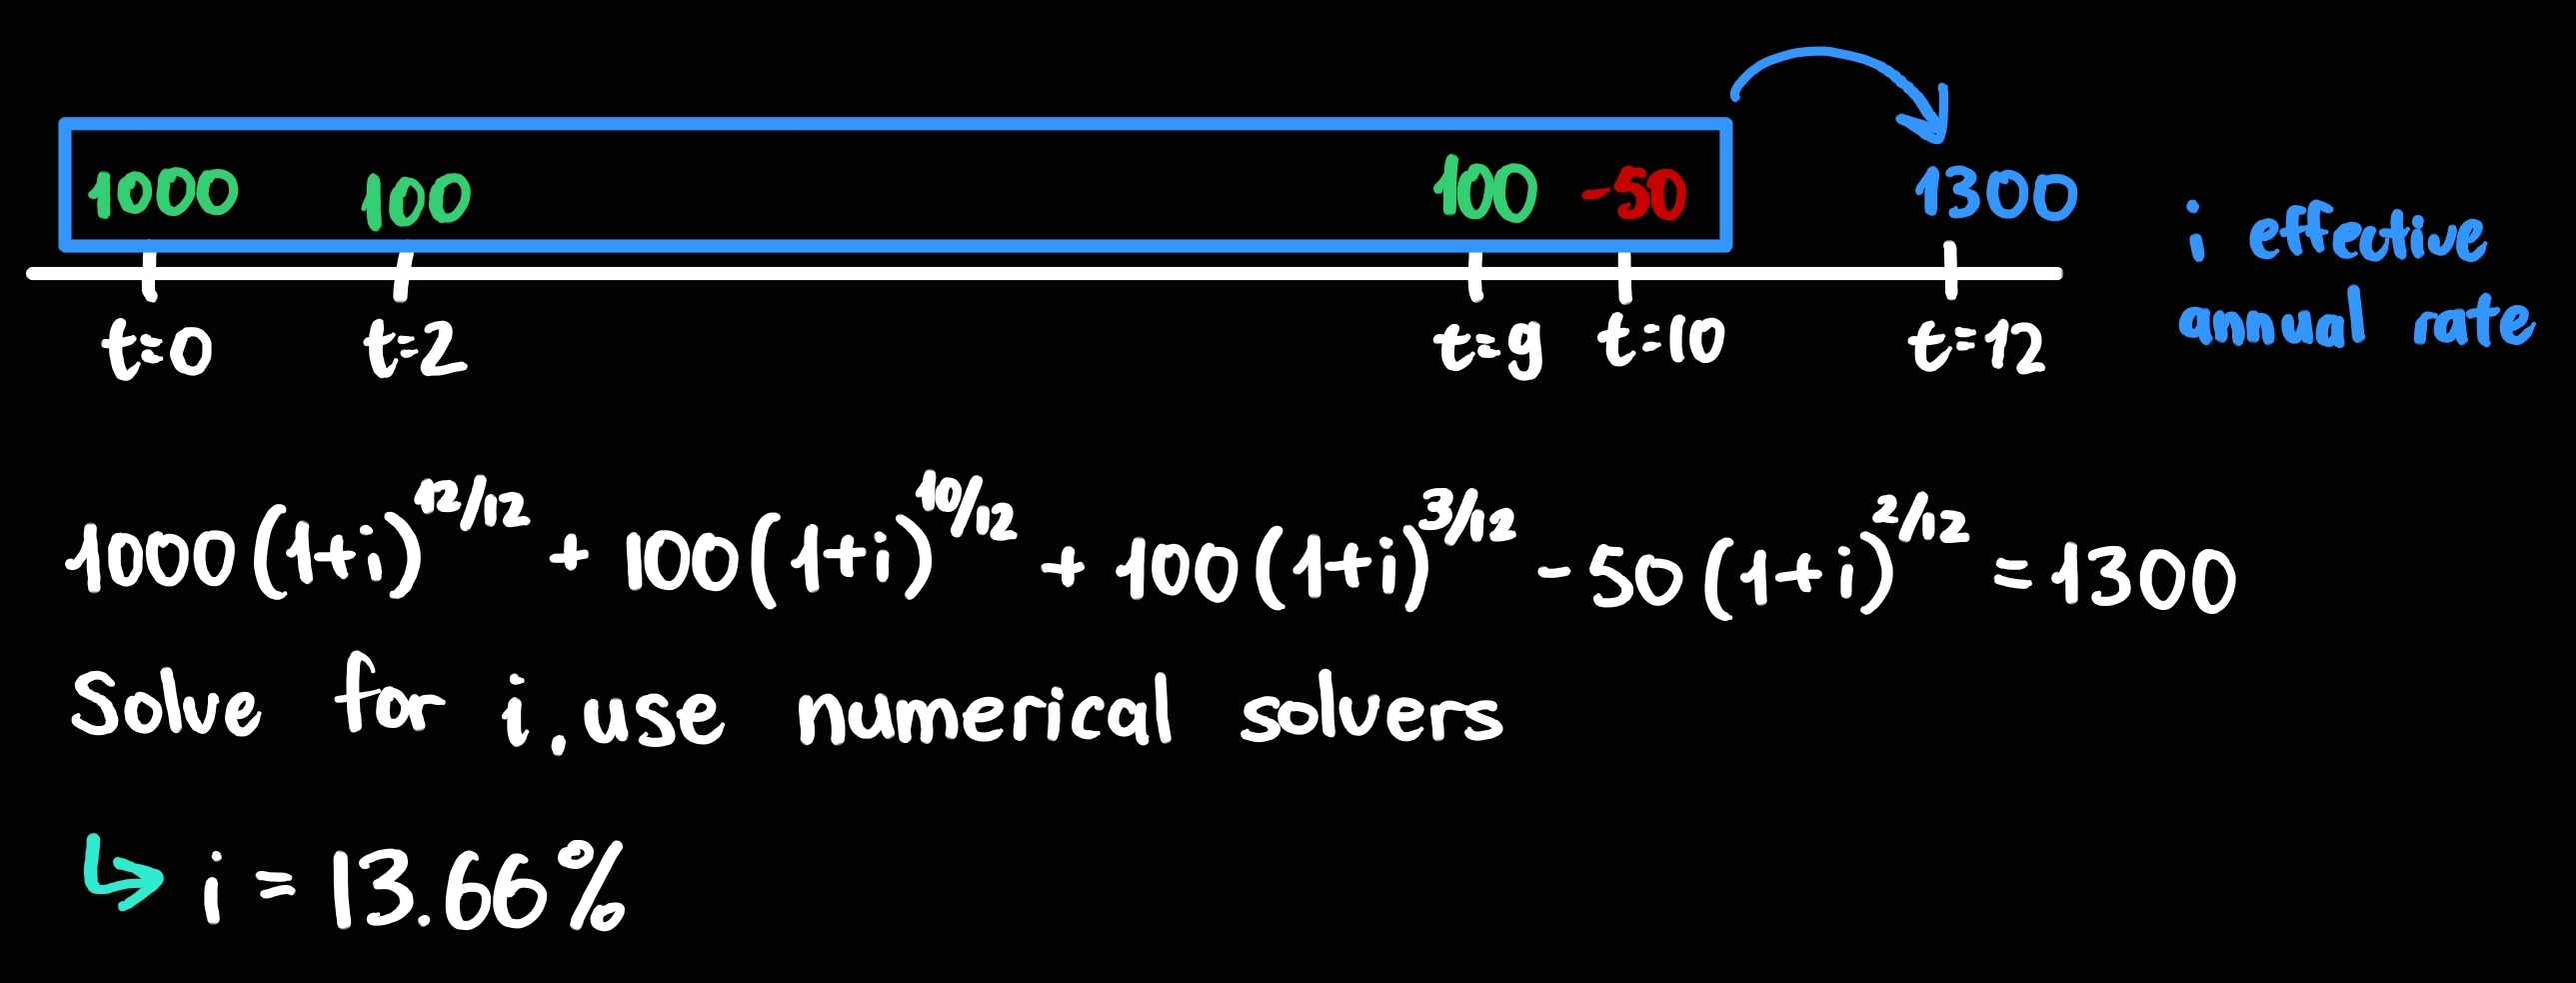 1000 100 100 -50 1300
t=0 t=2 t=9 t=10 t=12
i effective
annual rate
1000(1+i)^12/12 + 100(1+i)^10/12 + 100(1+i)^3/12 - 50(1+i)^2/12 = 1300
Solve for i, use numerical solvers
↳ i = 13.66%